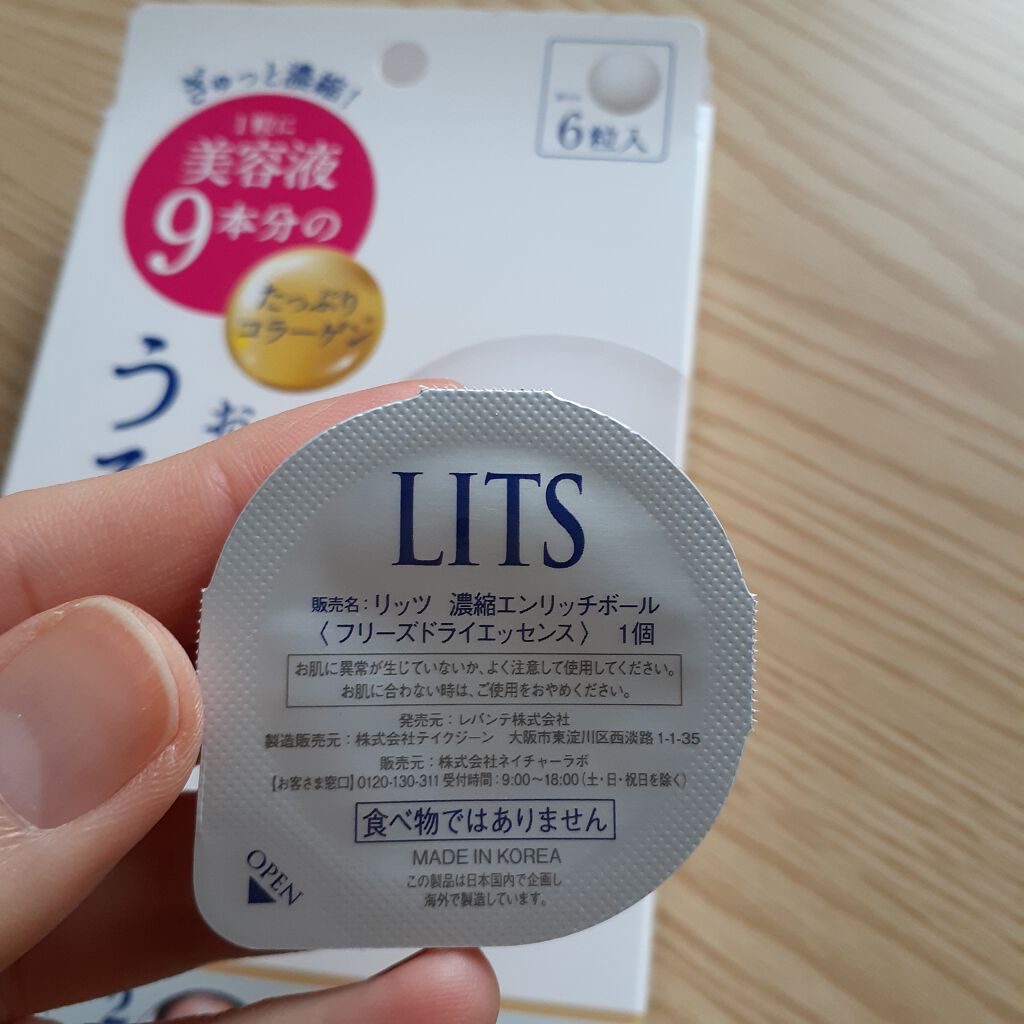 ぎゅっと濃縮!
1粒に
美容液
9本分の
たっぷり
コラーゲン
6粒入
う
お
LITS
販売名:リッツ 濃縮エンリッチボール
〈フリーズドライエッセンス〉 1個
お肌に異常が生じていないか、よく注意して使用してください。
お肌に合わない時は、ご使用をおやめください。
発売元:レバンテ株式会社
製造販売元:株式会社テイクジーン 大阪市東淀川区西淡路1-1-35
販売元:株式会社ネイチャーラボ
【お客さま窓口】0120-130-311 受付時間:9:00~18:00(土・日・祝日を除く)
食べ物ではありません
MADE IN KOREA
この製品は日本国内で企画し
海外で製造しています。
OPEN